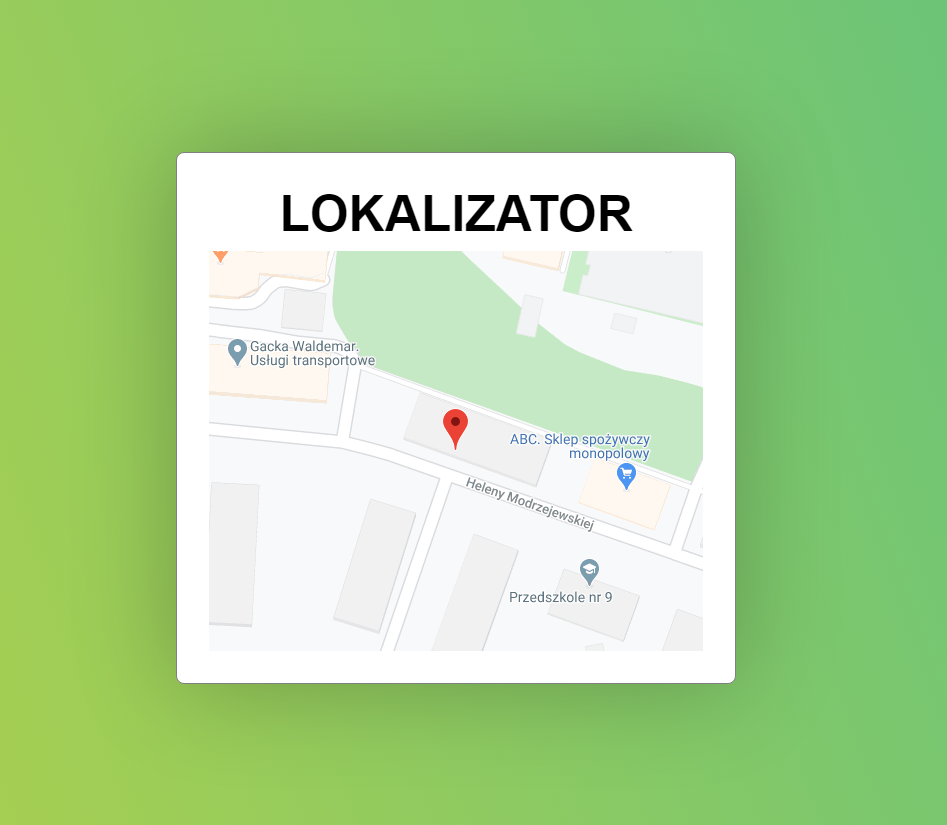 LOKALIZATOR
Gacka Waldemar.
Usługi transportowe
ABC. Sklep spożywczy
monopolowy
Heleny Modrzejewskiej
Przedszkole nr 9